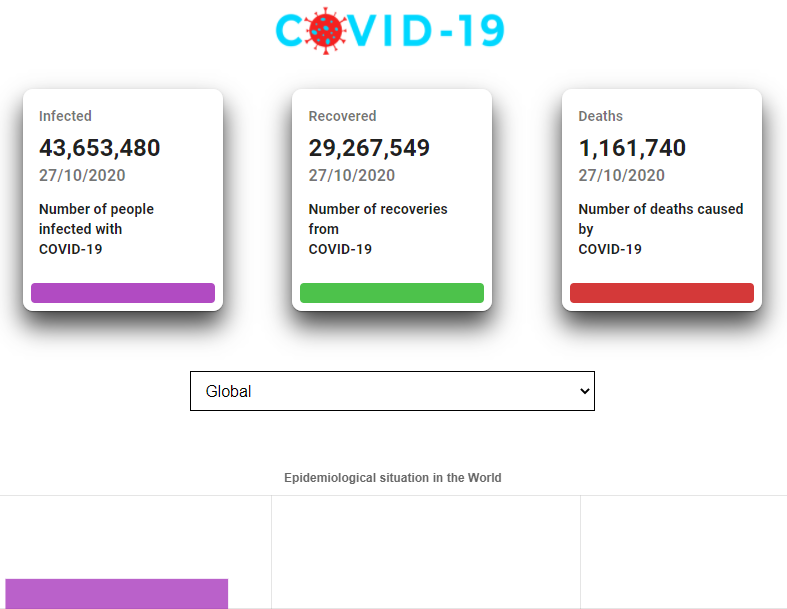 COVID-19
Infected
43,653,480
27/10/2020
Number of people
infected with
COVID-19
Recovered
29,267,549
27/10/2020
Number of recoveries
from
COVID-19
Deaths
1,161,740
27/10/2020
Number of deaths caused
by
COVID-19
Global
Epidemiological situation in the World